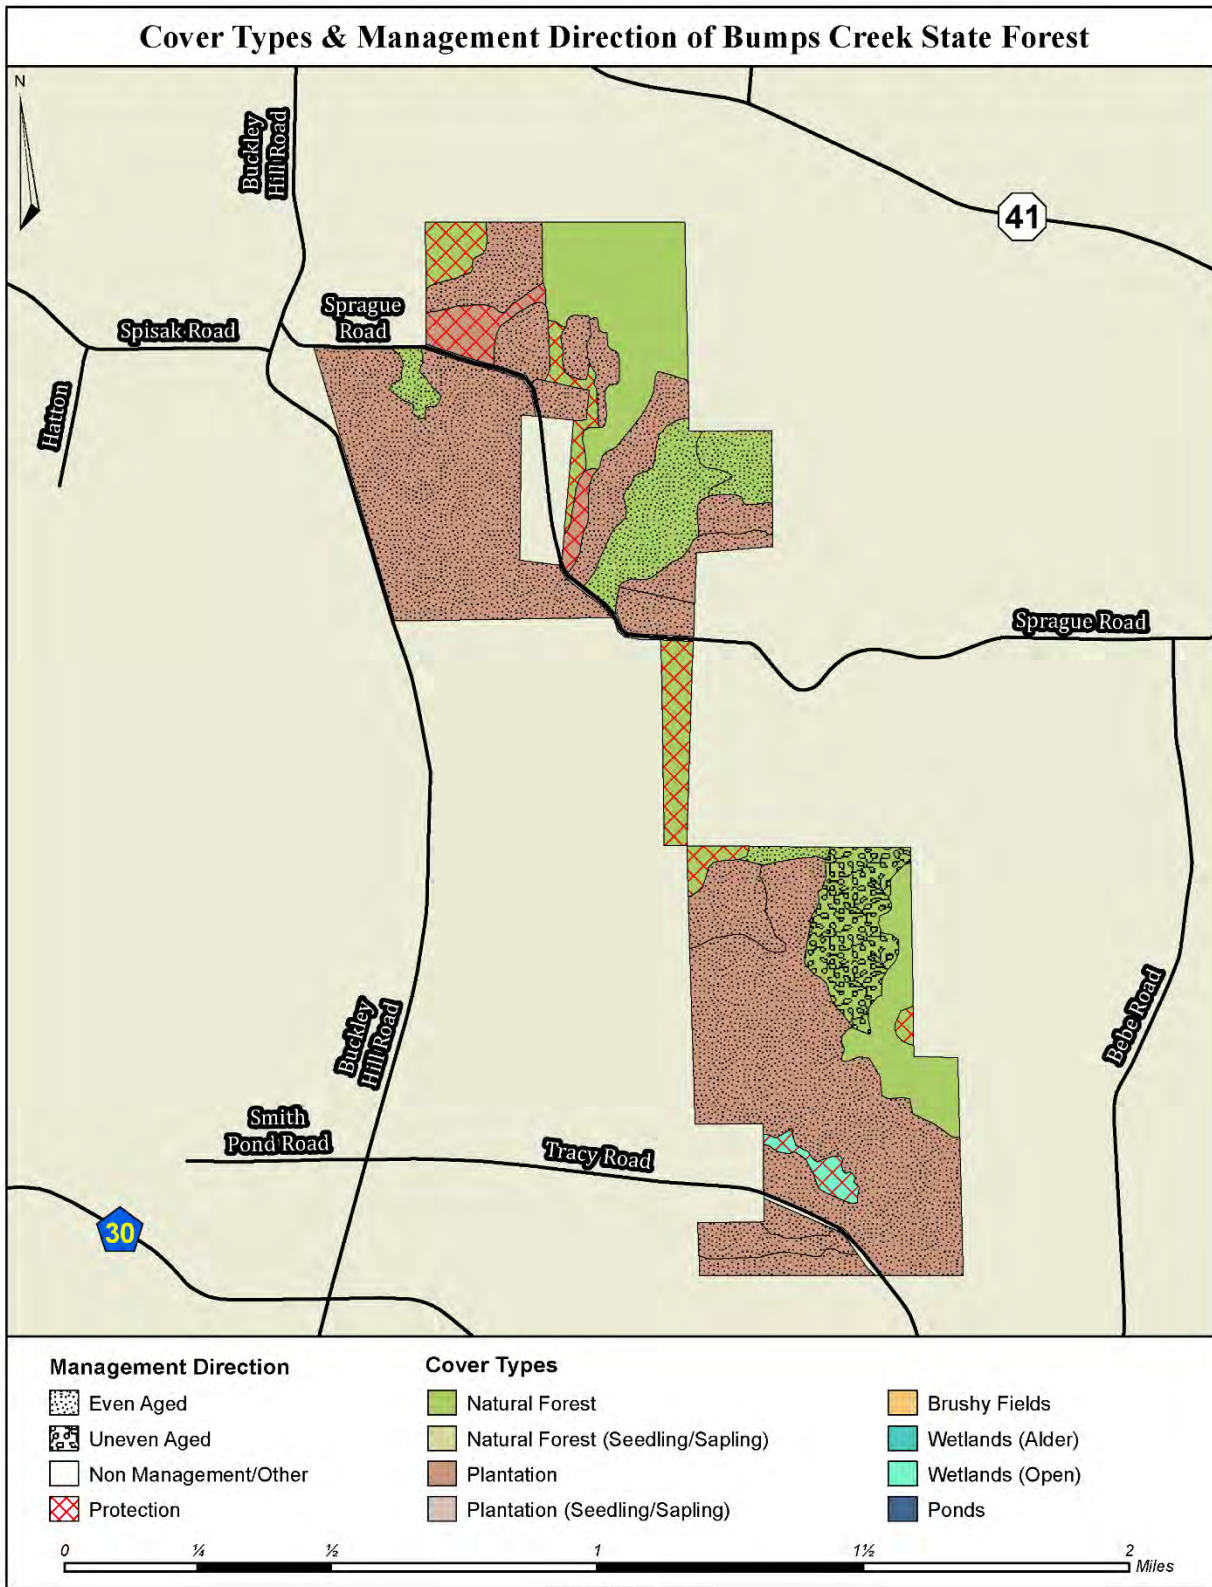 Cover Types & Management Direction of Bumps Creek State Forest
N
Buckley
Hill Road
41
Sprague
Road
Spisak Road
Hatton
Sprague Road
Bebe Road
Buckley
Hill Road
Smith
Pond Road
Tracy Road
30
Management Direction
Even Aged
Uneven Aged
Non Management/Other
Protection
Cover Types
Natural Forest
Natural Forest (Seedling/Sapling)
Plantation
Plantation (Seedling/Sapling)
Brushy Fields
Wetlands (Alder)
Wetlands (Open)
Ponds
0 ¼ ½ 1 1½ 2
Miles